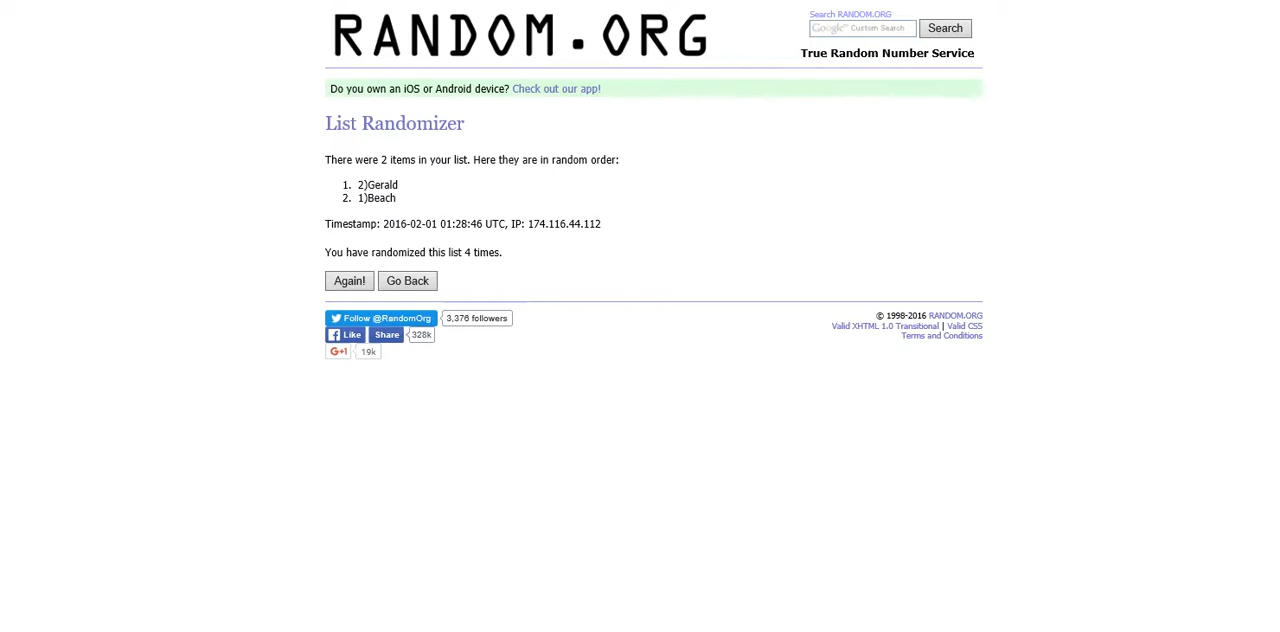 RANDOM.ORG
Search RANDOM.ORG
Google™ Custom Search
Search
True Random Number Service
Do you own an iOS or Android device? Check out our app!
List Randomizer
There were 2 items in your list. Here they are in random order:
1. 2)Gerald
2. 1)Beach
Timestamp: 2016-02-01 01:28:46 UTC, IP: 174.116.44.112
You have randomized this list 4 times.
Again! Go Back
Follow @RandomOrg 3,376 followers
Like Share 328k
G+1 19k
© 1998-2016 RANDOM.ORG
Valid XHTML 1.0 Transitional | Valid CSS
Terms and Conditions